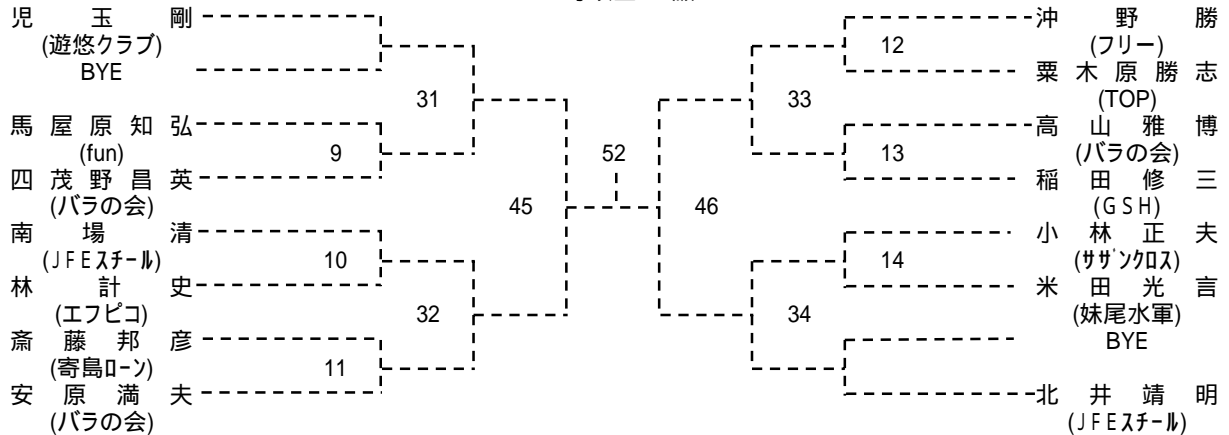 児玉剛
(遊悠クラブ)
BYE
31
馬屋原知弘
(fun)
9
四茂野昌英
(バラの会)
45
南場清
(JFEスチール)
10
林計史
(エフピコ)
32
斎藤邦彦
(寄島ローン)
11
安原満夫
(バラの会)
52
沖野勝
(フリー)
12
粟木原勝志
(TOP)
33
高山雅博
(バラの会)
13
稲田修三
(GSH)
46
小林正夫
(サザンクロス)
14
米田光言
(妹尾水軍)
34
BYE
北井靖明
(JFEスチール)